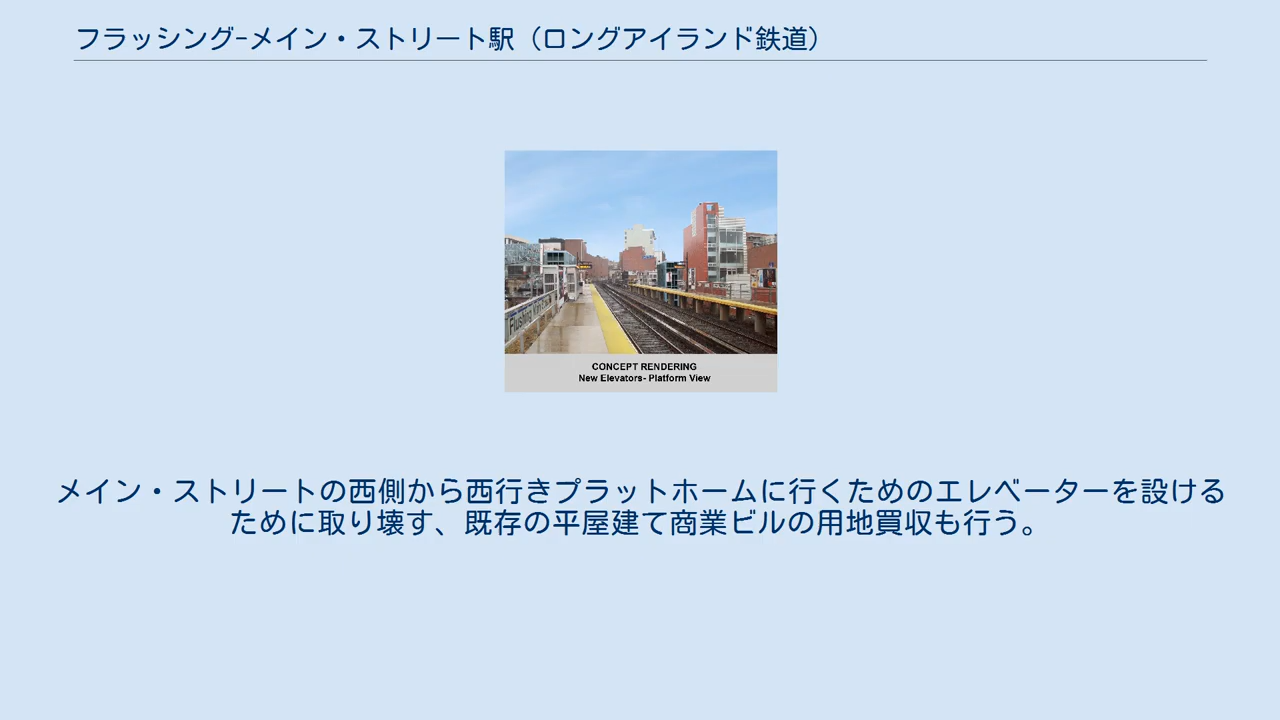 フラッシング-メイン・ストリート駅（ロングアイランド鉄道）
Flushing
CONCEPT RENDERING
New Elevators- Platform View
メイン・ストリートの西側から西行きプラットホームに行くためのエレベーターを設ける
ために取り壊す、既存の平屋建て商業ビルの用地買収も行う。